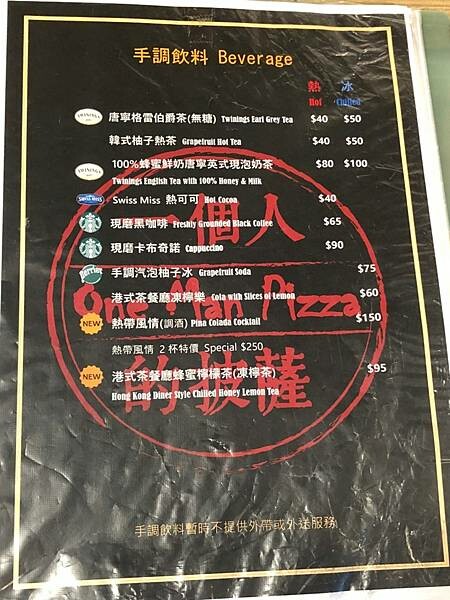 手調飲料 Beverage
熱 冰
Hot Chilled
TWININGS 唐寧格雷伯爵茶(無糖) Twinings Earl Grey Tea $40 $50
韓式柚子熱茶 Grapefruit Hot Tea $40 $50
TWININGS 100%蜂蜜鮮奶唐寧英式現泡奶茶 $80 $100
Twinings English Tea with 100% Honey & Milk
SWISS MISS Swiss Miss 熱可可 Hot Cocoa $40
現磨黑咖啡 Freshly Grounded Black Coffee $65
一個人
現磨卡布奇諾 Cappuccino $90
perrier 手調汽泡柚子冰 Grapefruit Soda $75
港式茶餐廳凍檸樂 Cola with Slices of Lemon $60
One Man Pizza
NEW 熱帶風情(調酒) Pina Colada Cocktail $150
熱帶風情 2 杯特價 Special $250
NEW 港式茶餐廳蜂蜜檸檬茶(凍檸茶) $95
的披薩
Hong Kong Diner Style Chilled Honey Lemon Tea
手調飲料暫時不提供外帶或外送服務